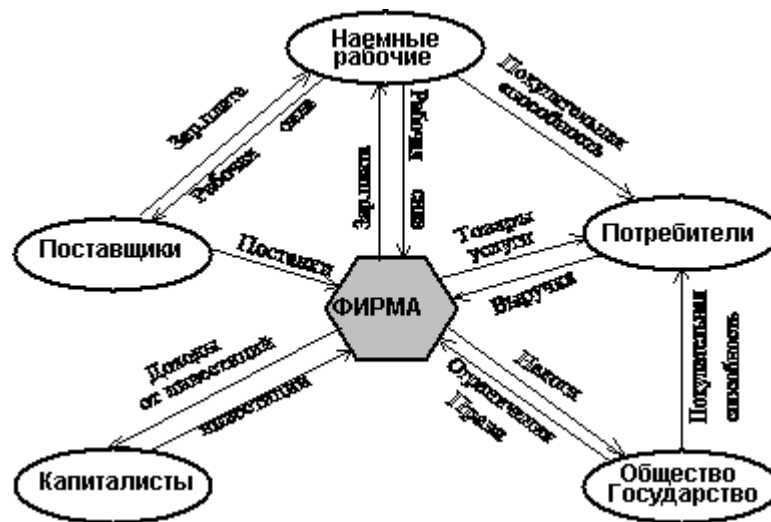 Наемные
рабочие
Покупательная
способность
Зарплата
Рабочая сила
Зарплата
Рабочая сила
Поставщики
Поставки
Товары
услуги
Потребители
ФИРМА
Выручка
Доходы
от инвестиций
инвестиции
Налоги
Ограничения
Права
Покупательная
способность
Капиталисты
Общество
Государство